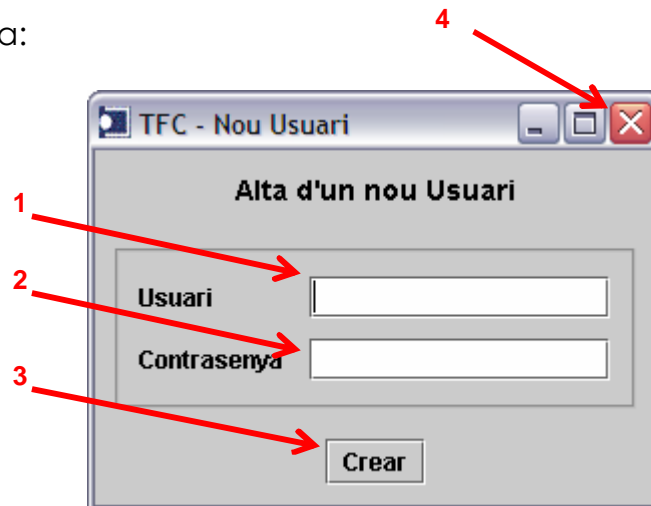 a:
4
TFC - Nou Usuari
Alta d'un nou Usuari
1
Usuari
2
Contrasenya
3
Crear